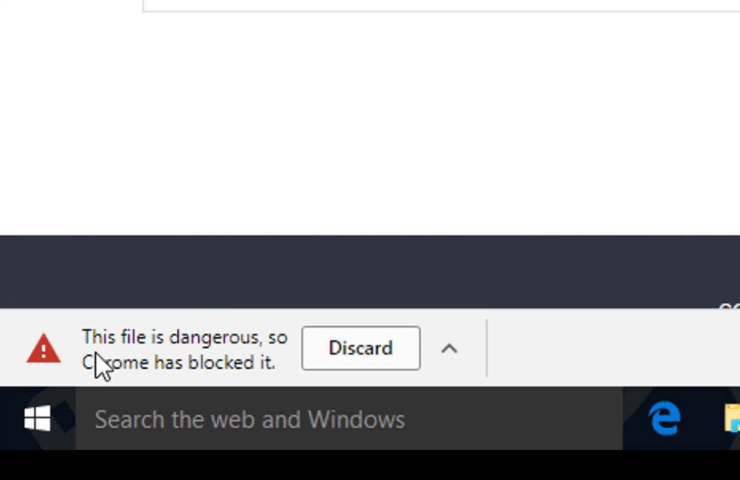 This file is dangerous, so
Chrome has blocked it.
Discard
Search the web and Windows